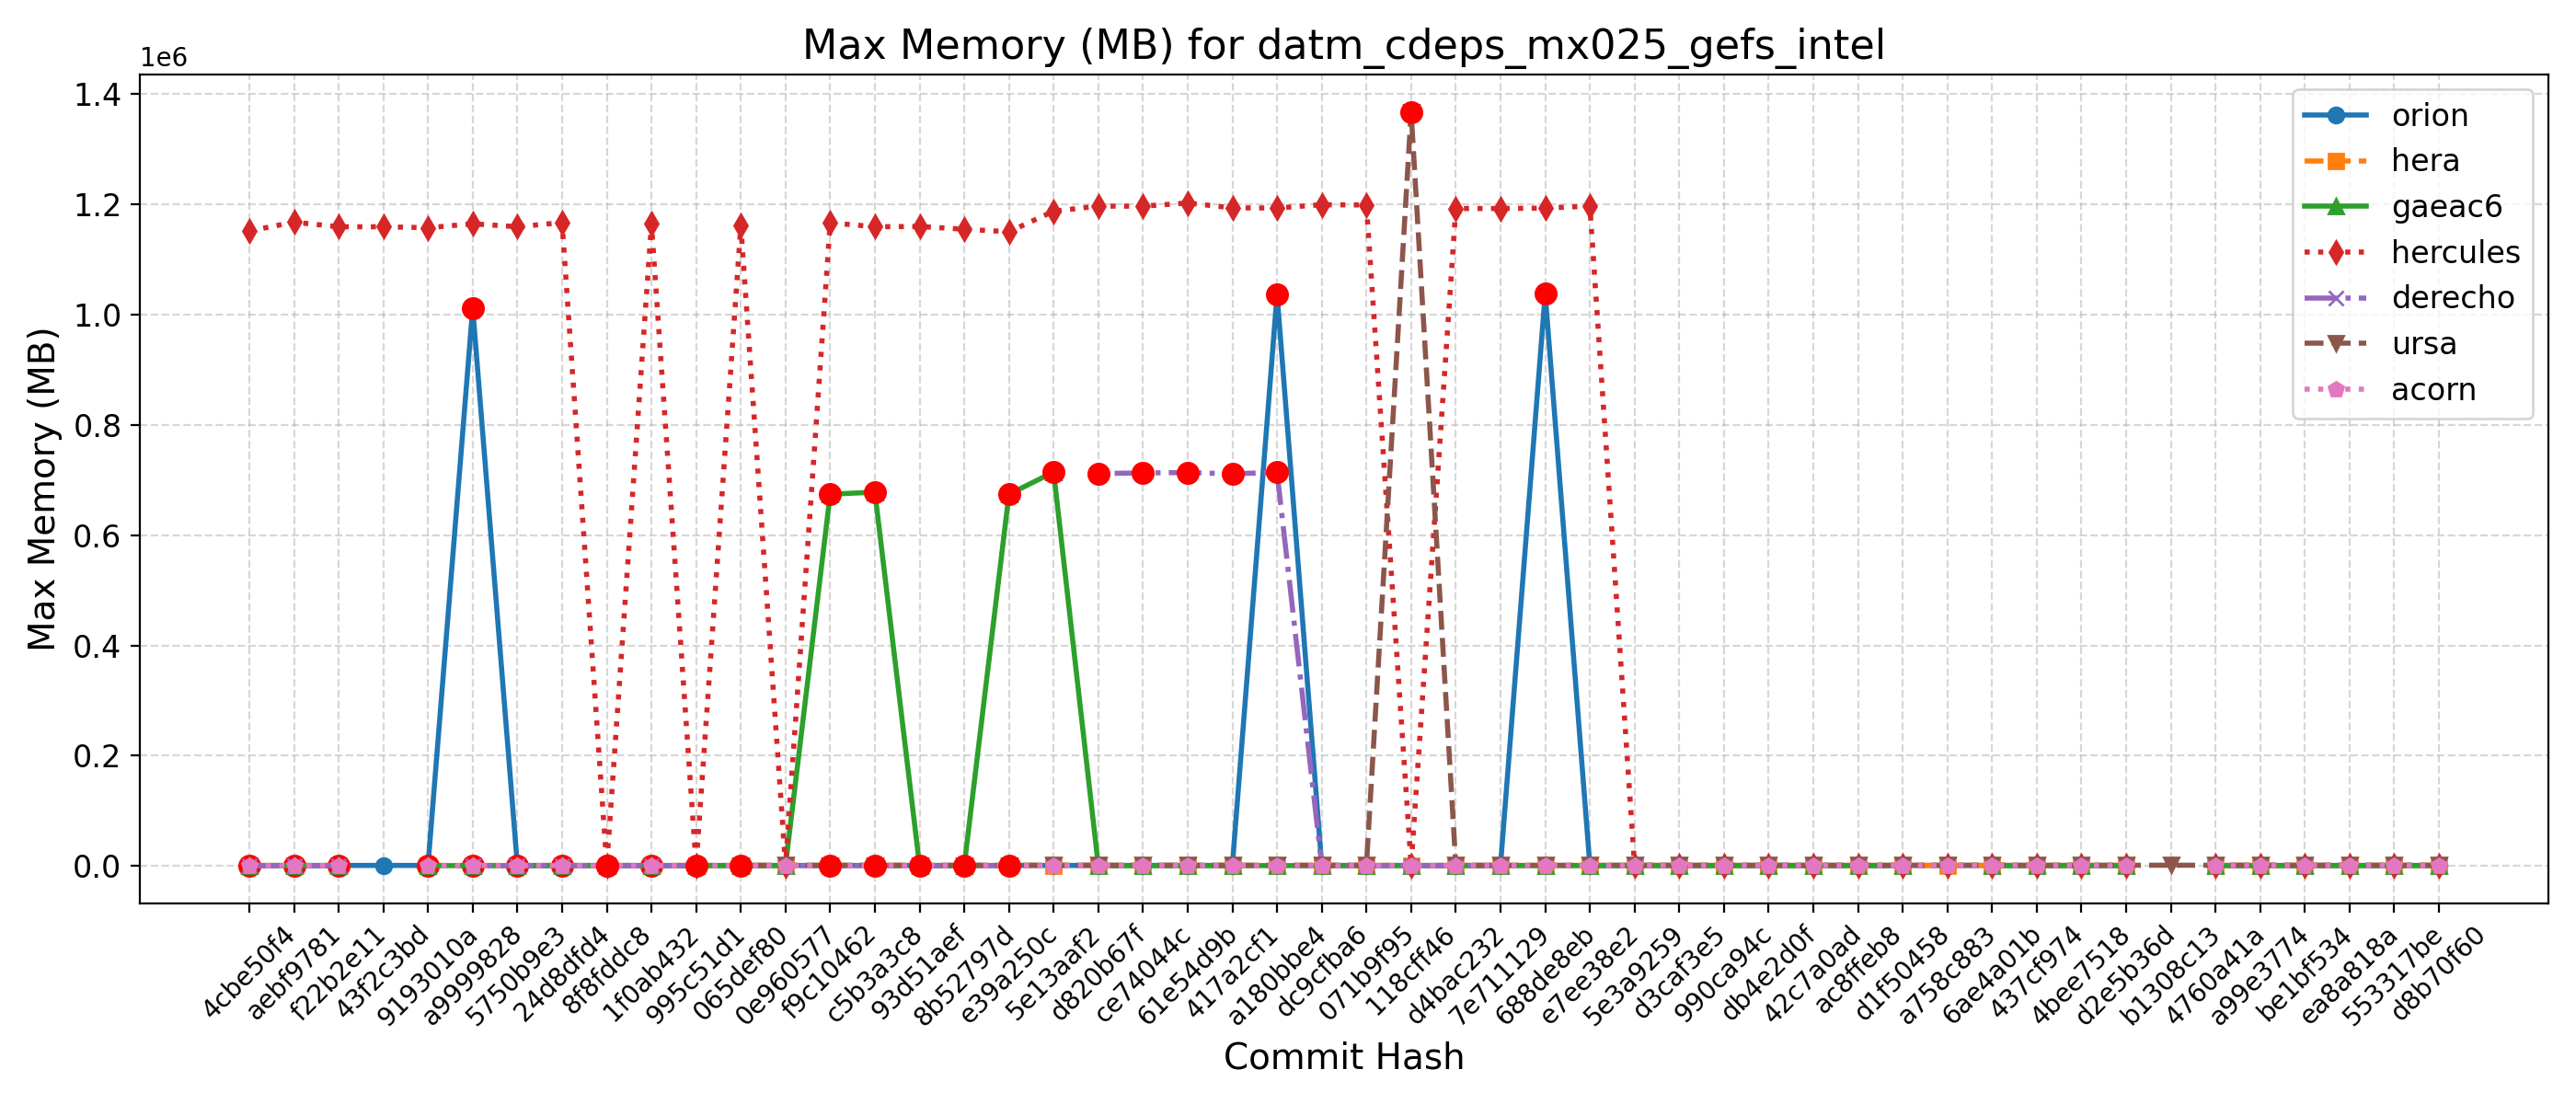 Max Memory (MB) for datm_cdeps_mx025_gefs_intel
1e6
1.4
1.2
1.0
0.8
0.6
0.4
0.2
0.0
Max Memory (MB)
orion
hera
gaeac6
hercules
derecho
ursa
acorn
4cbe50f4
aebf9781
f22b2e11
43f2c3bd
9193010a
a9999828
5750b9e3
24d8dfd4
8f8fddc8
1f0ab432
995c51d1
065def80
0e960577
f9c10462
c5b3a3c8
93d51aef
8b52797d
e39a250c
5e13aaf2
d820b67f
ce74044c
61e54d9b
417a2cf1
a180bbe4
dc9cfba6
071b9f95
118cff46
d4bac232
7e711129
688de8eb
e7ee38e2
5e3a9259
d3caf3e5
990ca94c
db4e2d0f
42c7a0ad
ac8ffeb8
d1f50458
a758c883
6ae4a01b
437cf974
4bee7518
d2e5b36d
b1308c13
4760a41a
a99e3774
be1bf534
ea8a818a
553317be
d8b70f60
Commit Hash